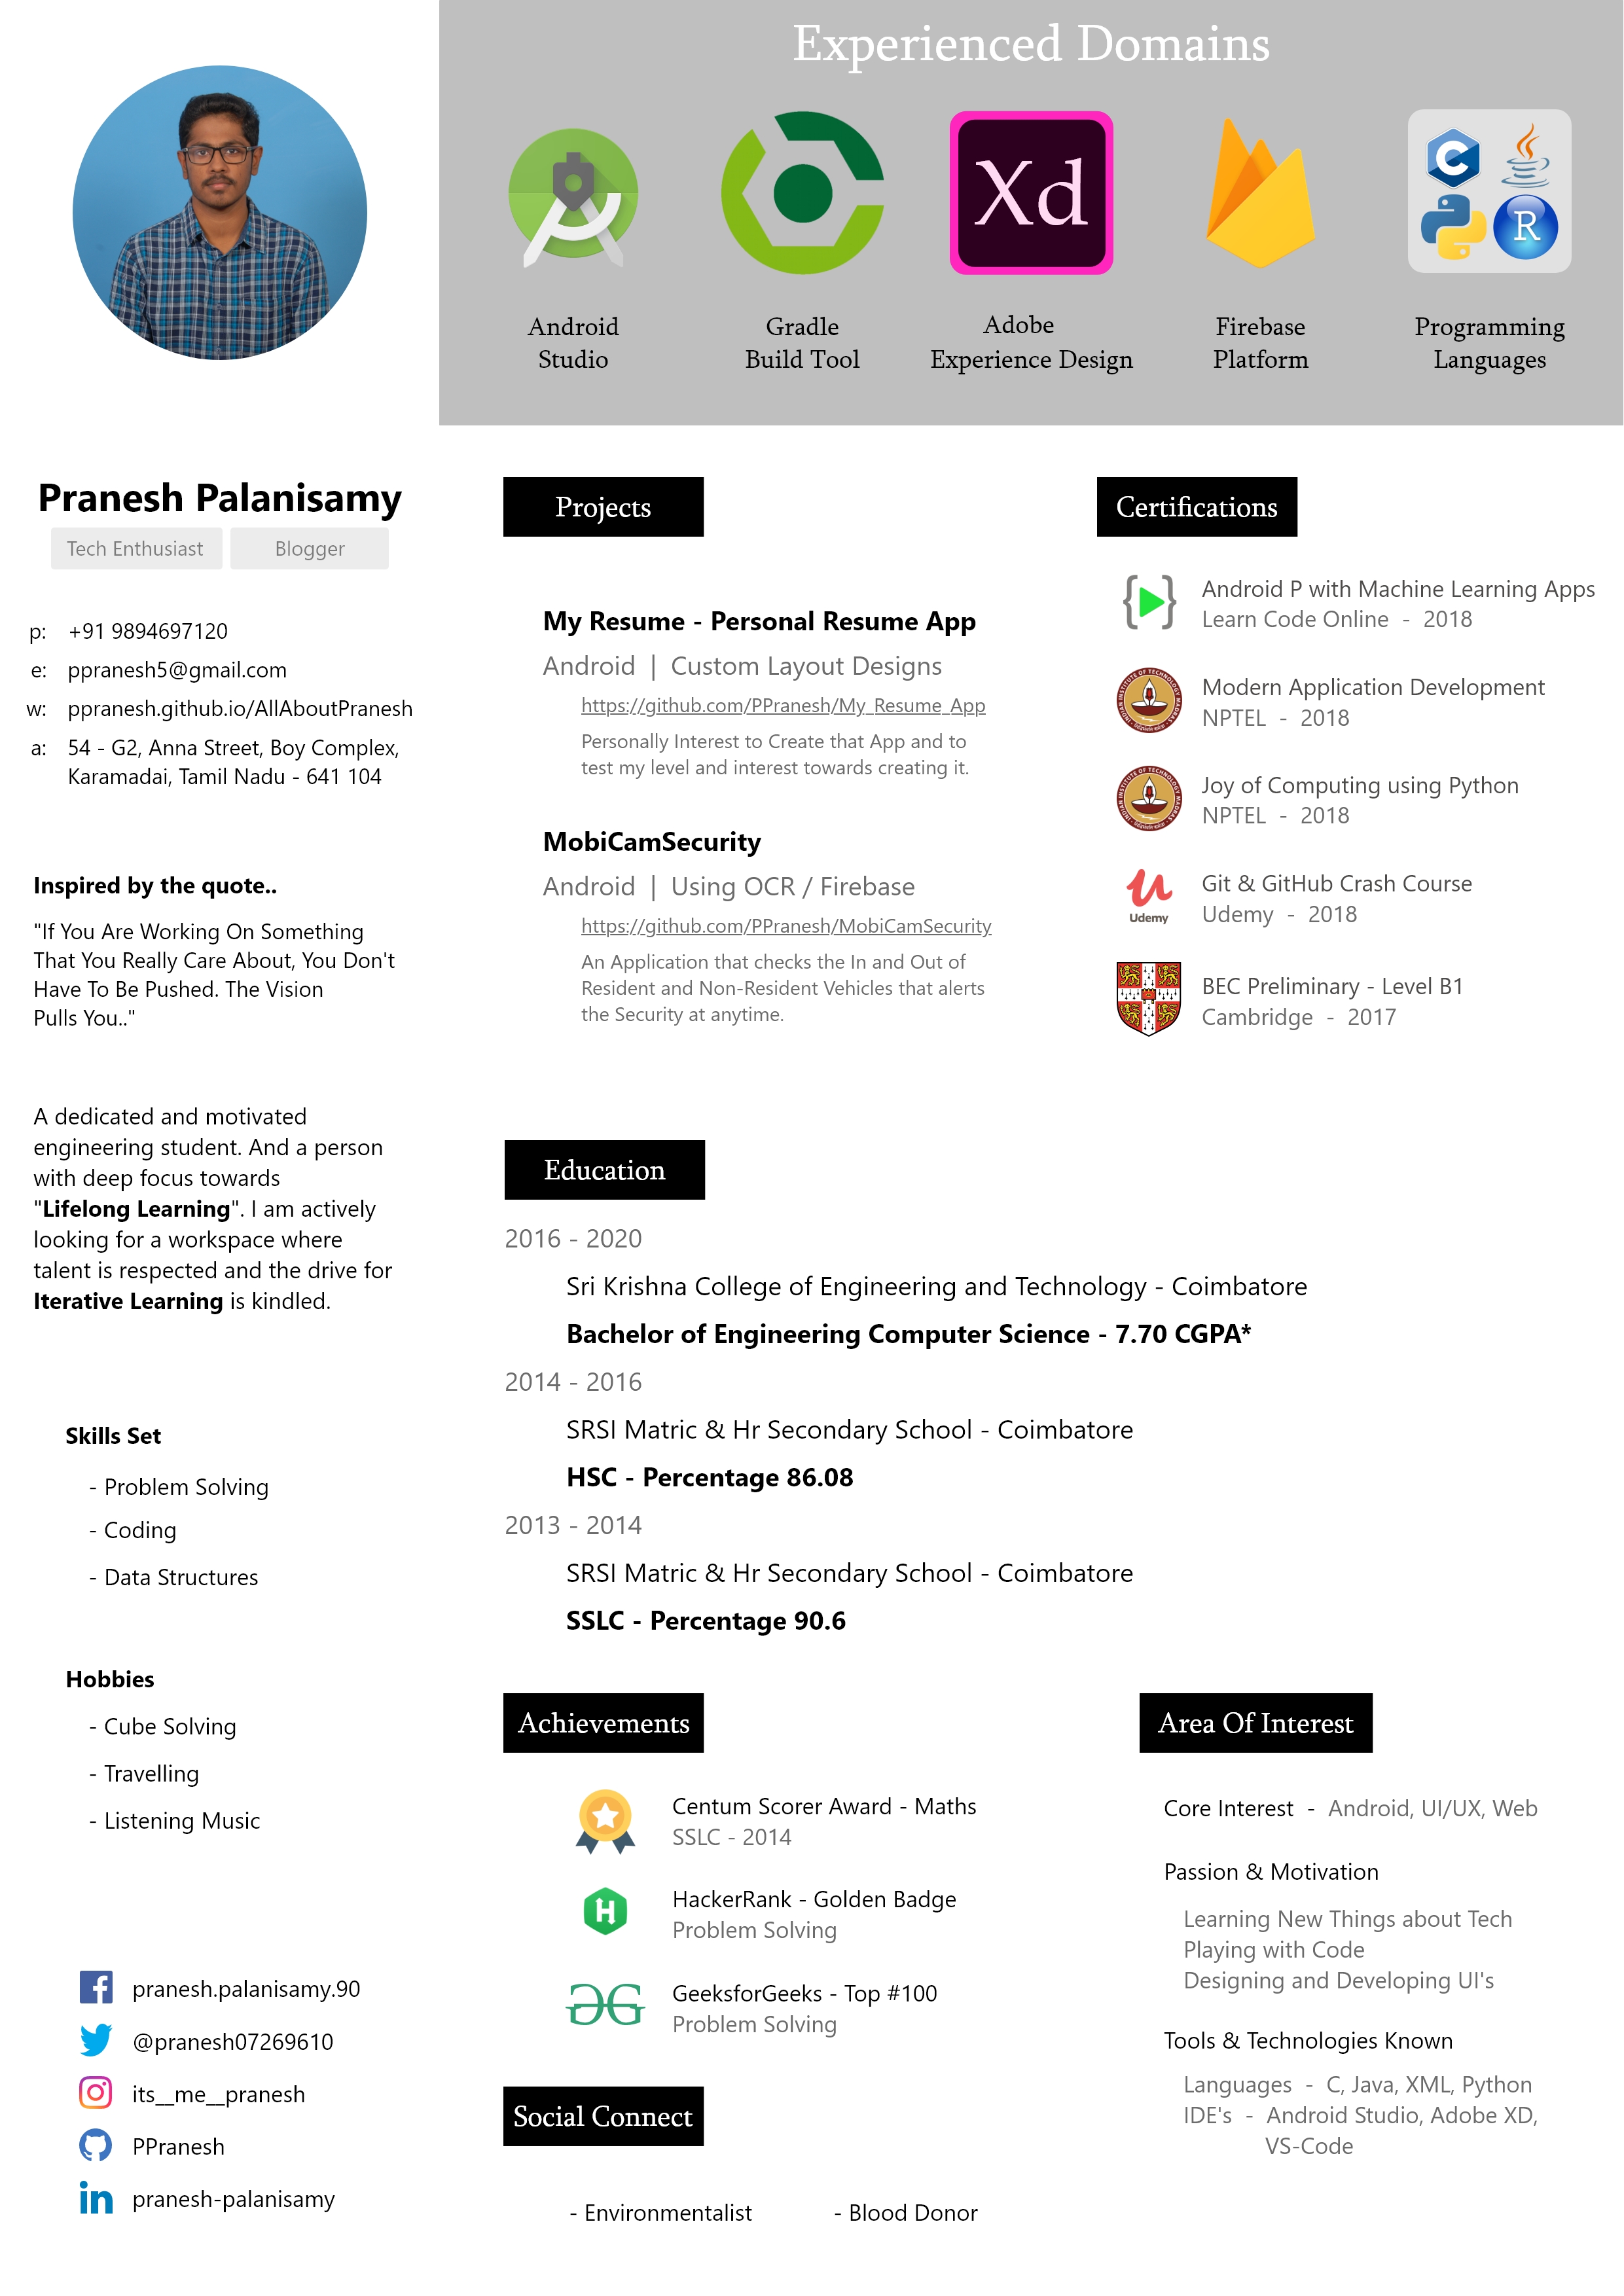 Experienced Domains
Xd
C
R
Android
Studio
Gradle
Build Tool
Adobe
Experience Design
Firebase
Platform
Programming
Languages
Pranesh Palanisamy
Tech Enthusiast
Blogger
p: +91 9894697120
e: ppranesh5@gmail.com
w: ppranesh.github.io/AllAboutPranesh
a: 54 - G2, Anna Street, Boy Complex,
Karamadai, Tamil Nadu - 641 104
Inspired by the quote..
"If You Are Working On Something
That You Really Care About, You Don't
Have To Be Pushed. The Vision
Pulls You.."
A dedicated and motivated
engineering student. And a person
with deep focus towards
"Lifelong Learning". I am actively
looking for a workspace where
talent is respected and the drive for
Iterative Learning is kindled.
Skills Set
- Problem Solving
- Coding
- Data Structures
Hobbies
- Cube Solving
- Travelling
- Listening Music
pranesh.palanisamy.90
@pranesh07269610
its__me__pranesh
PPranesh
in pranesh-palanisamy
Projects
My Resume - Personal Resume App
Android | Custom Layout Designs
https://github.com/PPranesh/My_Resume_App
Personally Interest to Create that App and to
test my level and interest towards creating it.
MobiCamSecurity
Android | Using OCR / Firebase
https://github.com/PPranesh/MobiCamSecurity
An Application that checks the In and Out of
Resident and Non-Resident Vehicles that alerts
the Security at anytime.
Certifications
Android P with Machine Learning Apps
Learn Code Online - 2018
Modern Application Development
NPTEL - 2018
Joy of Computing using Python
NPTEL - 2018
Udemy
Git & GitHub Crash Course
Udemy - 2018
BEC Preliminary - Level B1
Cambridge - 2017
Education
2016 - 2020
Sri Krishna College of Engineering and Technology - Coimbatore
Bachelor of Engineering Computer Science - 7.70 CGPA*
2014 - 2016
SRSI Matric & Hr Secondary School - Coimbatore
HSC - Percentage 86.08
2013 - 2014
SRSI Matric & Hr Secondary School - Coimbatore
SSLC - Percentage 90.6
Achievements
Centum Scorer Award - Maths
SSLC - 2014
H
HackerRank - Golden Badge
Problem Solving
GeeksforGeeks - Top #100
Problem Solving
Social Connect
- Environmentalist
- Blood Donor
Area Of Interest
Core Interest - Android, UI/UX, Web
Passion & Motivation
Learning New Things about Tech
Playing with Code
Designing and Developing UI's
Tools & Technologies Known
Languages - C, Java, XML, Python
IDE's - Android Studio, Adobe XD,
VS-Code